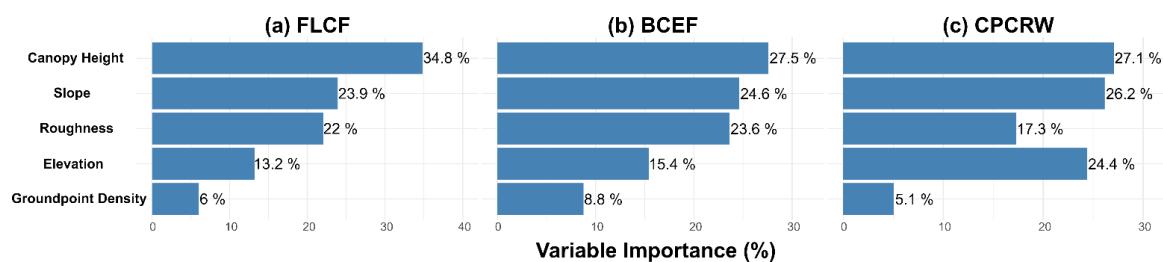 (a) FLCF (b) BCEF (c) CPCRW
Canopy Height 34.8 % 27.5 % 27.1 %
Slope 23.9 % 24.6 % 26.2 %
Roughness 22 % 23.6 % 17.3 %
Elevation 13.2 % 15.4 % 24.4 %
Groundpoint Density 6 % 8.8 % 5.1 %
0 10 20 30 40 0 10 20 30 0 10 20 30
Variable Importance (%)